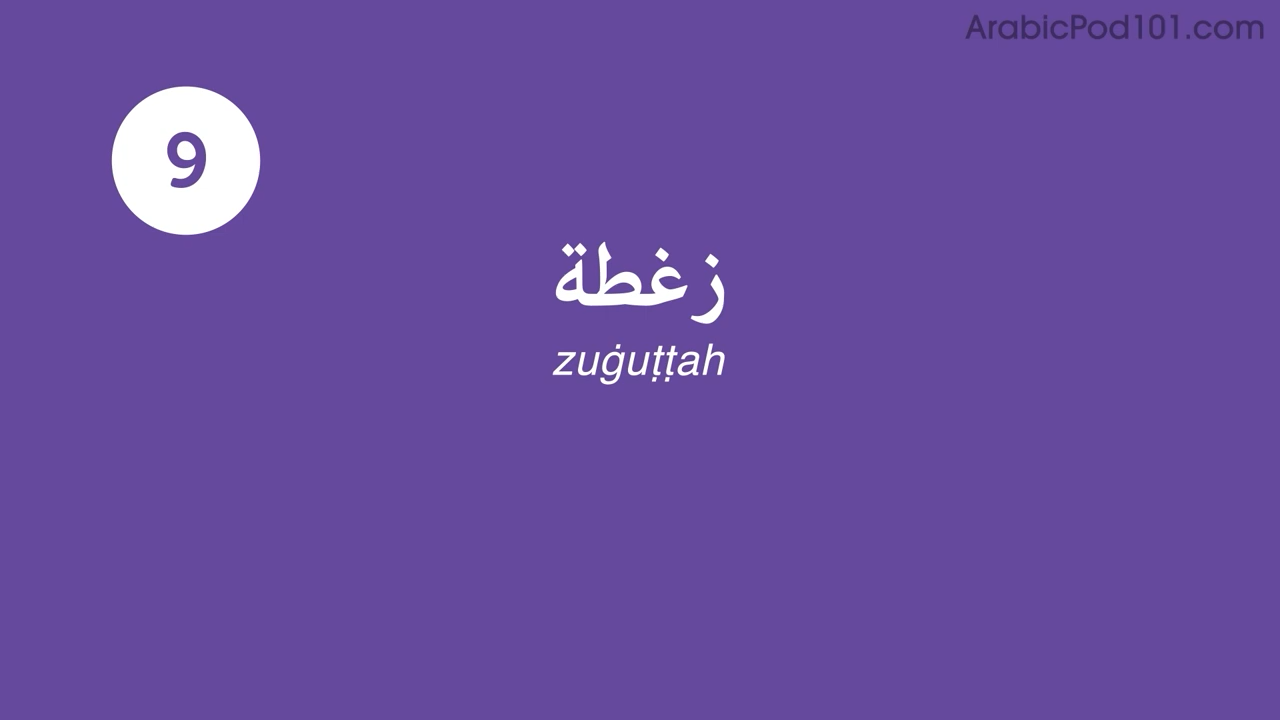 ArabicPod101.com
9
زغطة
zuġuṭṭah